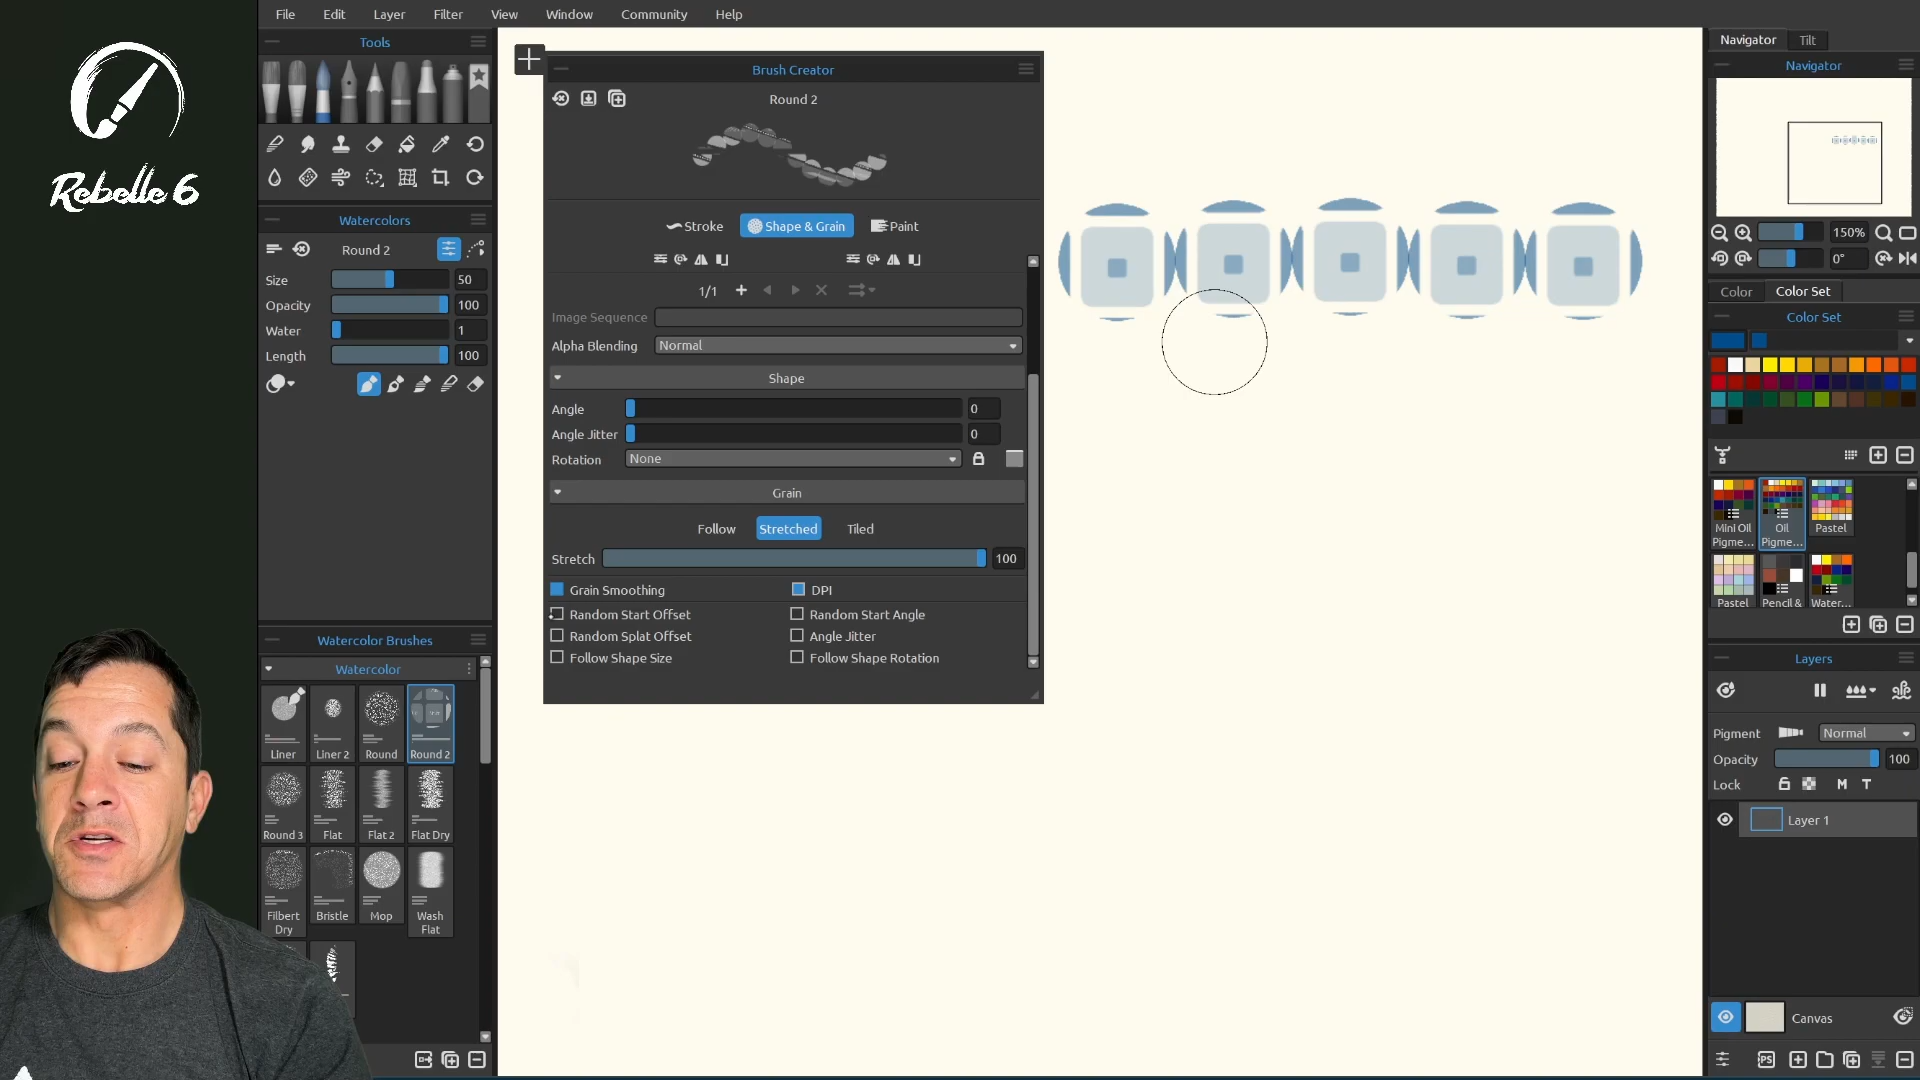 File Edit Layer Filter View Window Community Help
Rebelle 6
Tools
Watercolors
Round 2
Size 50
Opacity 100
Water 1
Length 100
Watercolor Brushes
Watercolor
Liner Liner 2 Round Round 2
Round 3 Flat Flat 2 Flat Dry
Filbert Dry Bristle Mop Wash Flat
Brush Creator
Round 2
Stroke Shape & Grain Paint
1/1
Image Sequence
Alpha Blending Normal
Shape
Angle 0
Angle Jitter 0
Rotation None
Grain
Follow Stretched Tiled
Stretch 100
Grain Smoothing DPI
Random Start Offset Random Start Angle
Random Splat Offset Angle Jitter
Follow Shape Size Follow Shape Rotation
Navigator Tilt
Navigator
150%
0°
Color Color Set
Color Set
Mini Oil Pigme... Oil Pigme... Pastel
Pastel Pencil & Water...
Layers
Pigment Normal
Opacity 100
Lock M T
Layer 1
Canvas
PS